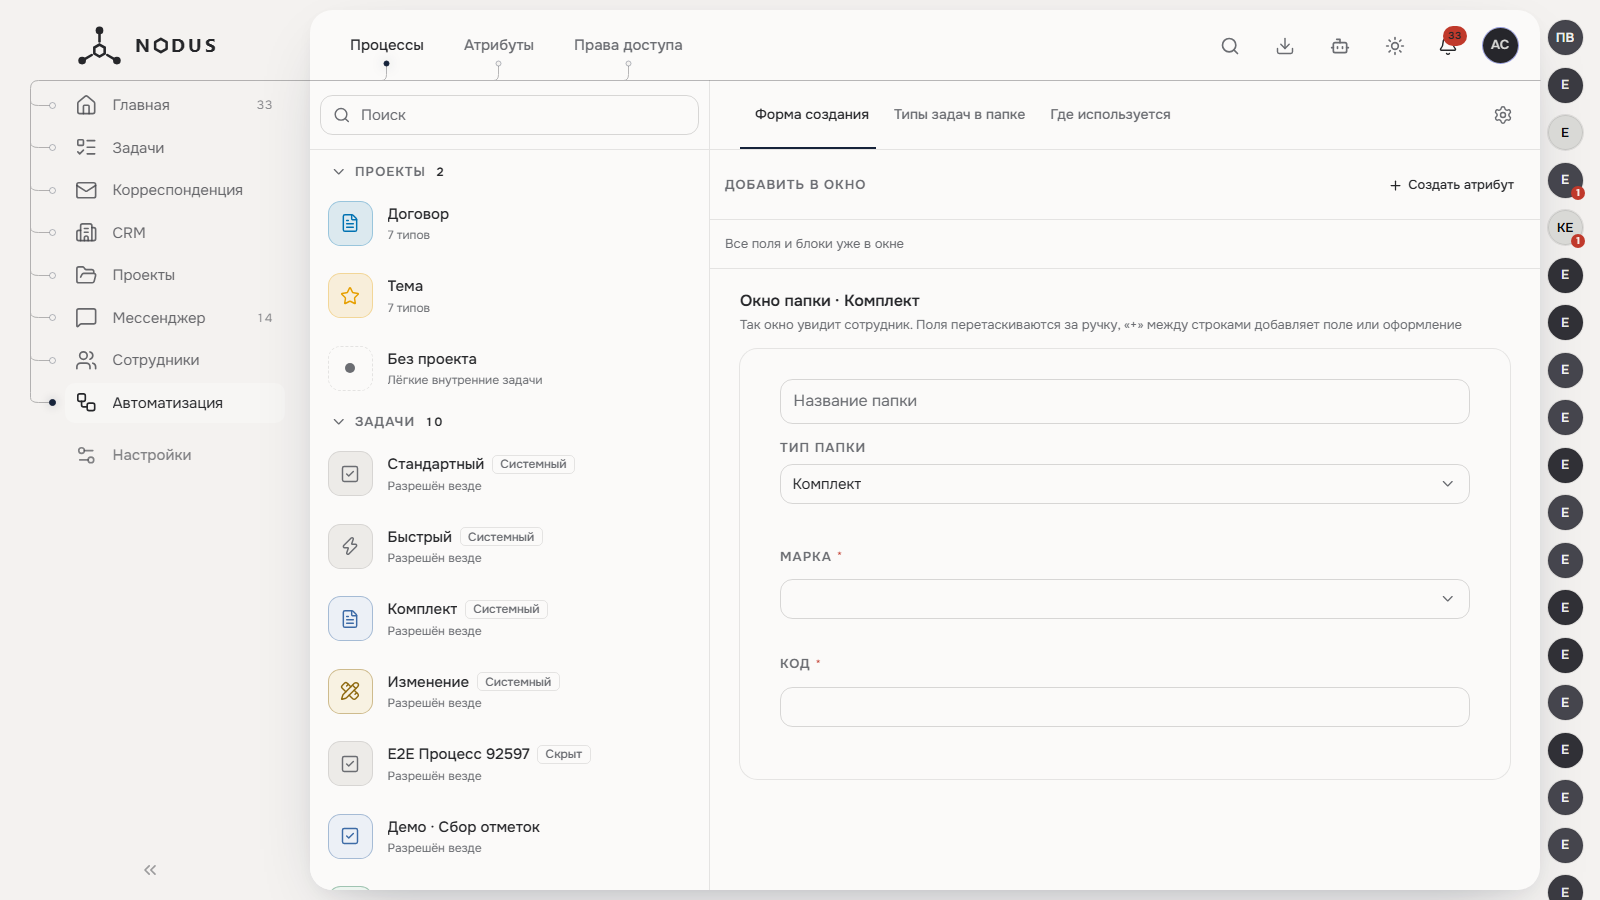 NODUS
Главная 33
Задачи
Корреспонденция
CRM
Проекты
Мессенджер 14
Сотрудники
Автоматизация
Настройки
Процессы Атрибуты Права доступа
33
АС
Поиск
ПРОЕКТЫ 2
Договор
7 типов
Тема
7 типов
Без проекта
Лёгкие внутренние задачи
ЗАДАЧИ 10
Стандартный Системный
Разрешён везде
Быстрый Системный
Разрешён везде
Комплект Системный
Разрешён везде
Изменение Системный
Разрешён везде
E2E Процесс 92597 Скрыт
Разрешён везде
Демо · Сбор отметок
Разрешён везде
Форма создания Типы задач в папке Где используется
ДОБАВИТЬ В ОКНО
Создать атрибут
Все поля и блоки уже в окне
Окно папки · Комплект
Так окно увидит сотрудник. Поля перетаскиваются за ручку, «+» между строками добавляет поле или оформление
Название папки
ТИП ПАПКИ
Комплект
МАРКА *
КОД *
ПВ
Е
Е
Е
1
КЕ
1
Е
Е
Е
Е
Е
Е
Е
Е
Е
Е
Е
Е
Е
Е